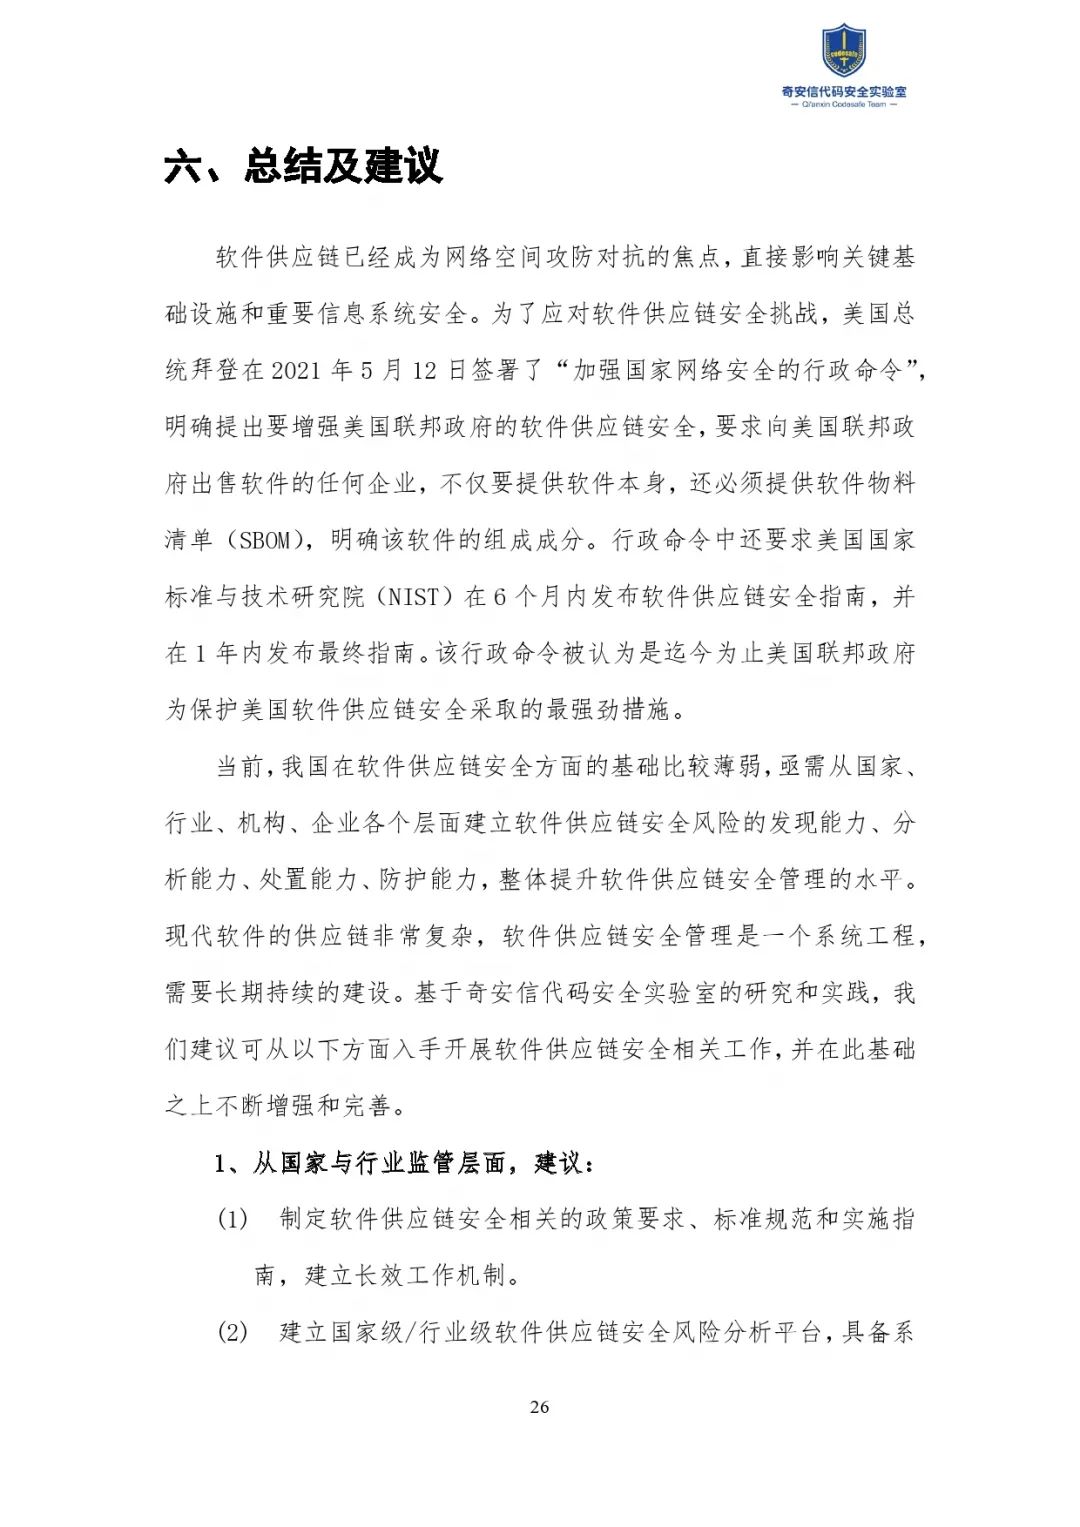 codesafe
奇安信代码安全实验室
— Qi'anxin Codesafe Team —
六、总结及建议
软件供应链已经成为网络空间攻防对抗的焦点，直接影响关键基
础设施和重要信息系统安全。为了应对软件供应链安全挑战，美国总
统拜登在 2021 年 5 月 12 日签署了“加强国家网络安全的行政命令”，
明确提出要增强美国联邦政府的软件供应链安全，要求向美国联邦政
府出售软件的任何企业，不仅要提供软件本身，还必须提供软件物料
清单（SBOM），明确该软件的组成成分。行政命令中还要求美国国家
标准与技术研究院（NIST）在 6 个月内发布软件供应链安全指南，并
在 1 年内发布最终指南。该行政命令被认为是迄今为止美国联邦政府
为保护美国软件供应链安全采取的最强劲措施。
当前，我国在软件供应链安全方面的基础比较薄弱，亟需从国家、
行业、机构、企业各个层面建立软件供应链安全风险的发现能力、分
析能力、处置能力、防护能力，整体提升软件供应链安全管理的水平。
现代软件的供应链非常复杂，软件供应链安全管理是一个系统工程，
需要长期持续的建设。基于奇安信代码安全实验室的研究和实践，我
们建议可从以下方面入手开展软件供应链安全相关工作，并在此基础
之上不断增强和完善。
1、从国家与行业监管层面，建议：
(1) 制定软件供应链安全相关的政策要求、标准规范和实施指
南，建立长效工作机制。
(2) 建立国家级/行业级软件供应链安全风险分析平台，具备系
26